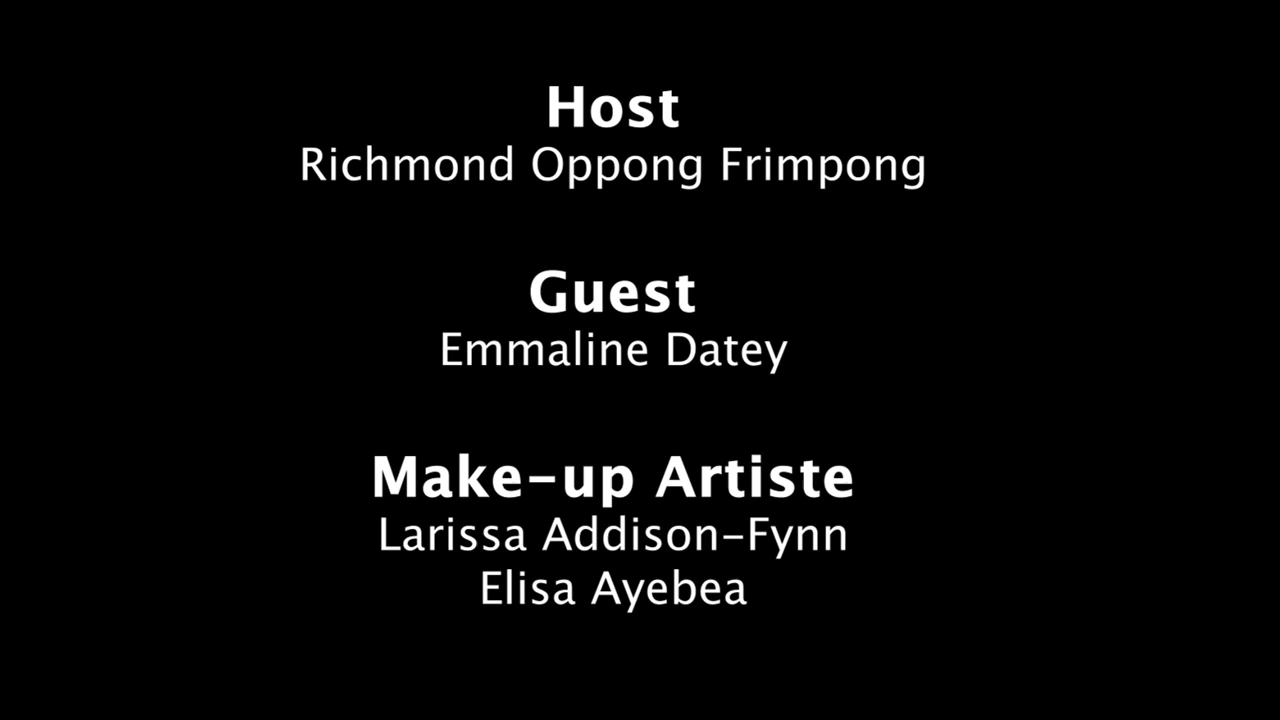 Host
Richmond Oppong Frimpong
Guest
Emmaline Datey
Make-up Artiste
Larissa Addison-Fynn
Elisa Ayebea